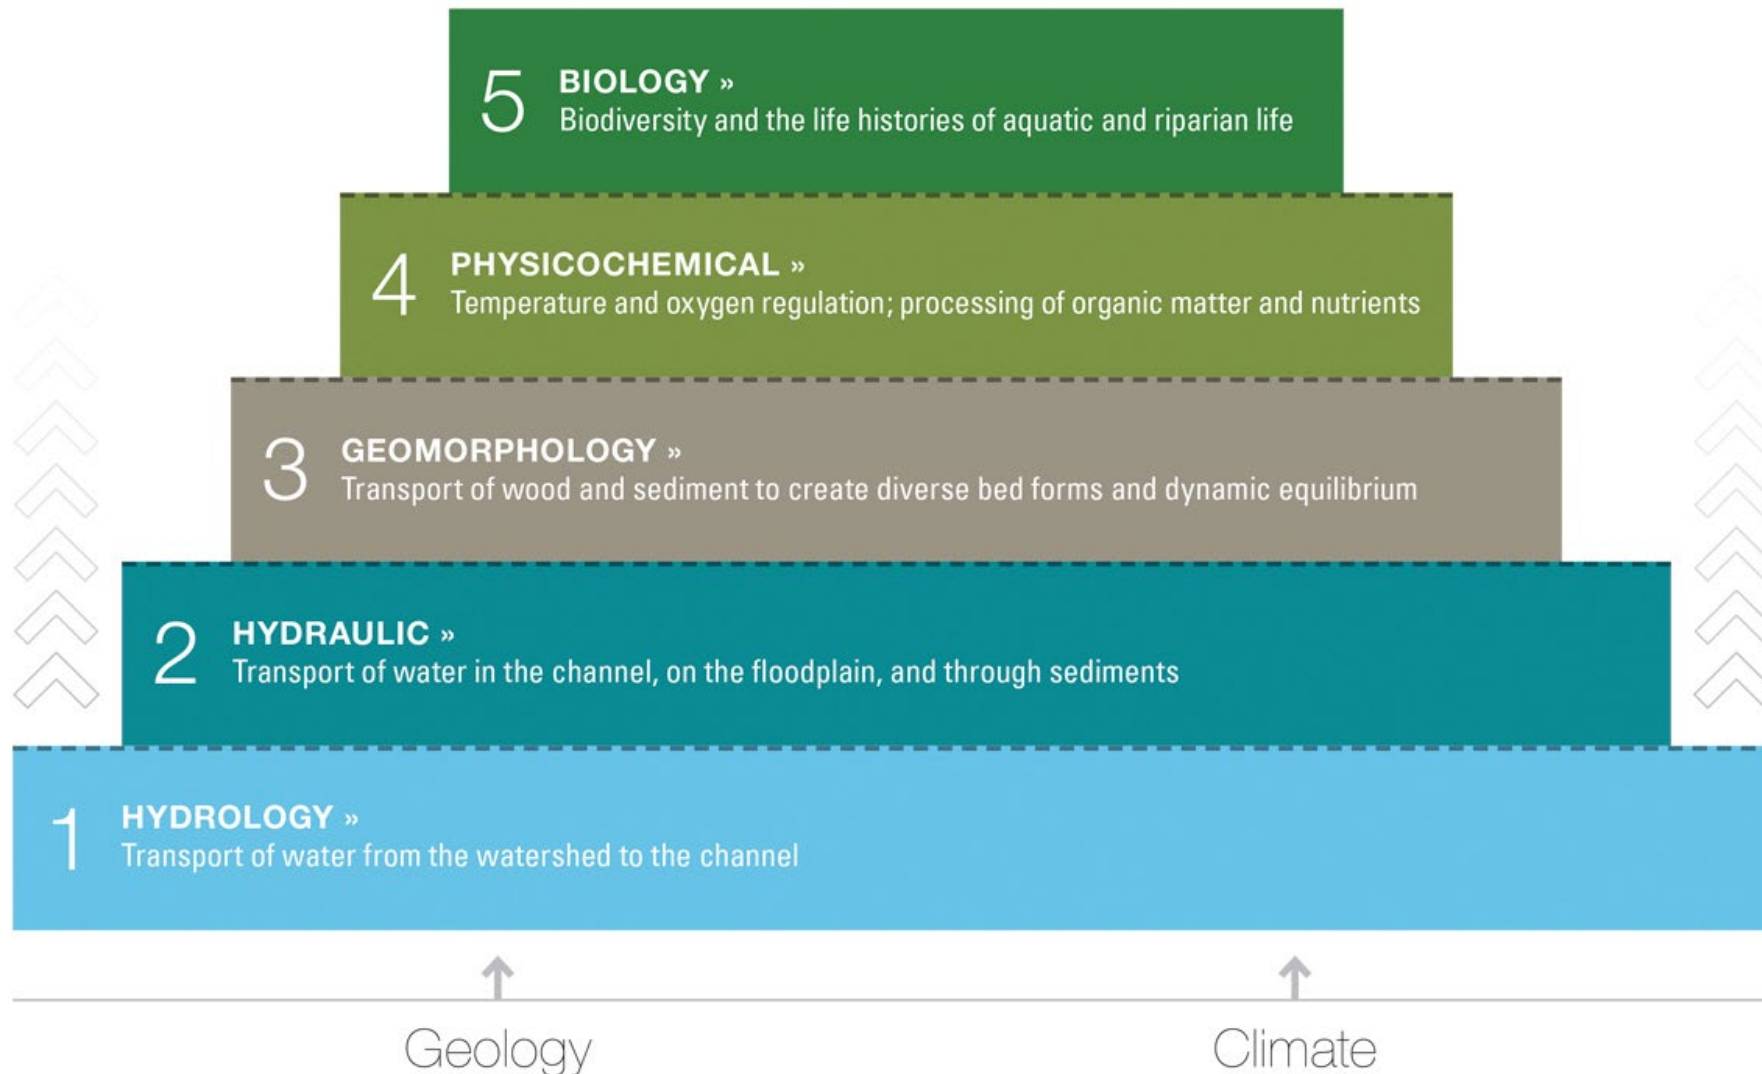 5 BIOLOGY »
Biodiversity and the life histories of aquatic and riparian life
4 PHYSICOCHEMICAL »
Temperature and oxygen regulation; processing of organic matter and nutrients
3 GEOMORPHOLOGY »
Transport of wood and sediment to create diverse bed forms and dynamic equilibrium
2 HYDRAULIC »
Transport of water in the channel, on the floodplain, and through sediments
1 HYDROLOGY »
Transport of water from the watershed to the channel
Geology
Climate